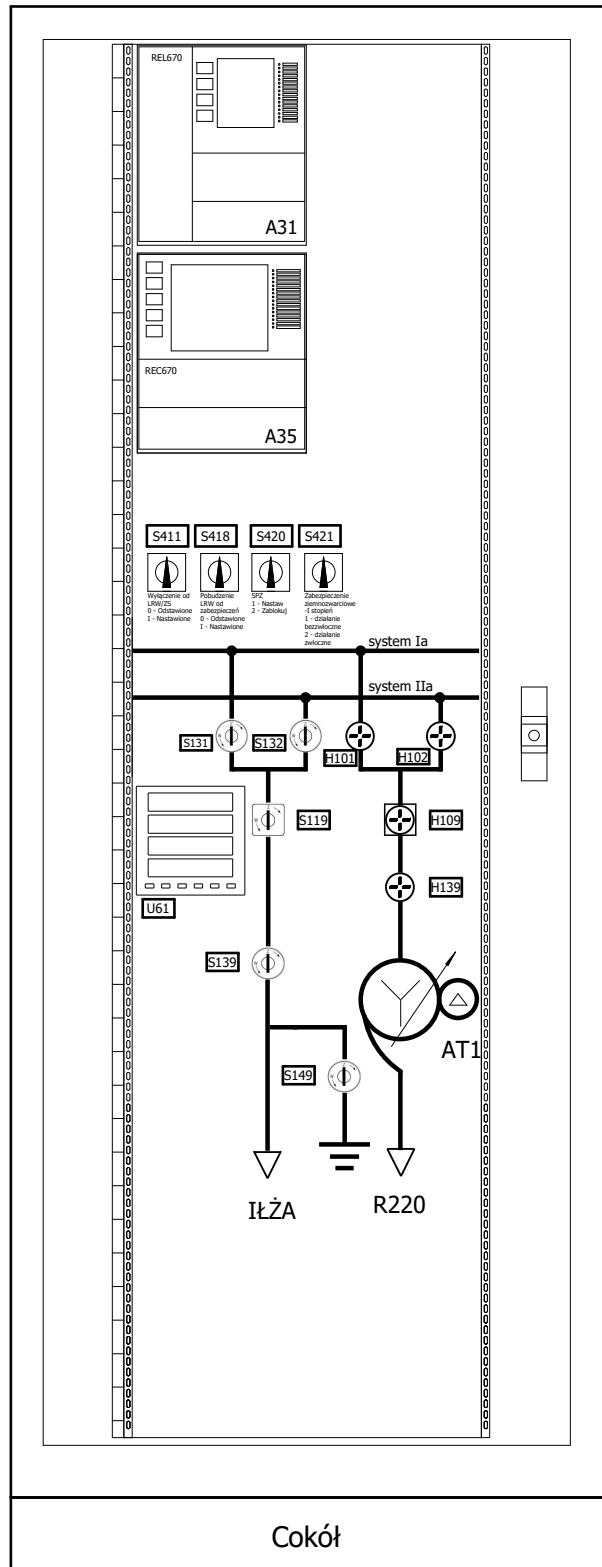 REL670
A31
REC670
A35
S411
S418
S420
S421
Wyłączenie od
LRW/ZS
0 - Odstawione
I - Nastawione
Pobudzenie
LRW od
zabezpieczeń
0 - Odstawione
I - Nastawione
SPZ
1 - Nastaw
2 - Zablokuj
Zabezpieczenie
ziemnozwarciowe
-I stopień
1 - działanie
bezzwłoczne
2 - działanie
zwłoczne
system Ia
system IIa
S131
S132
H101
H102
S119
H109
U61
H139
S139
AT1
S149
IŁŻA
R220
Cokół